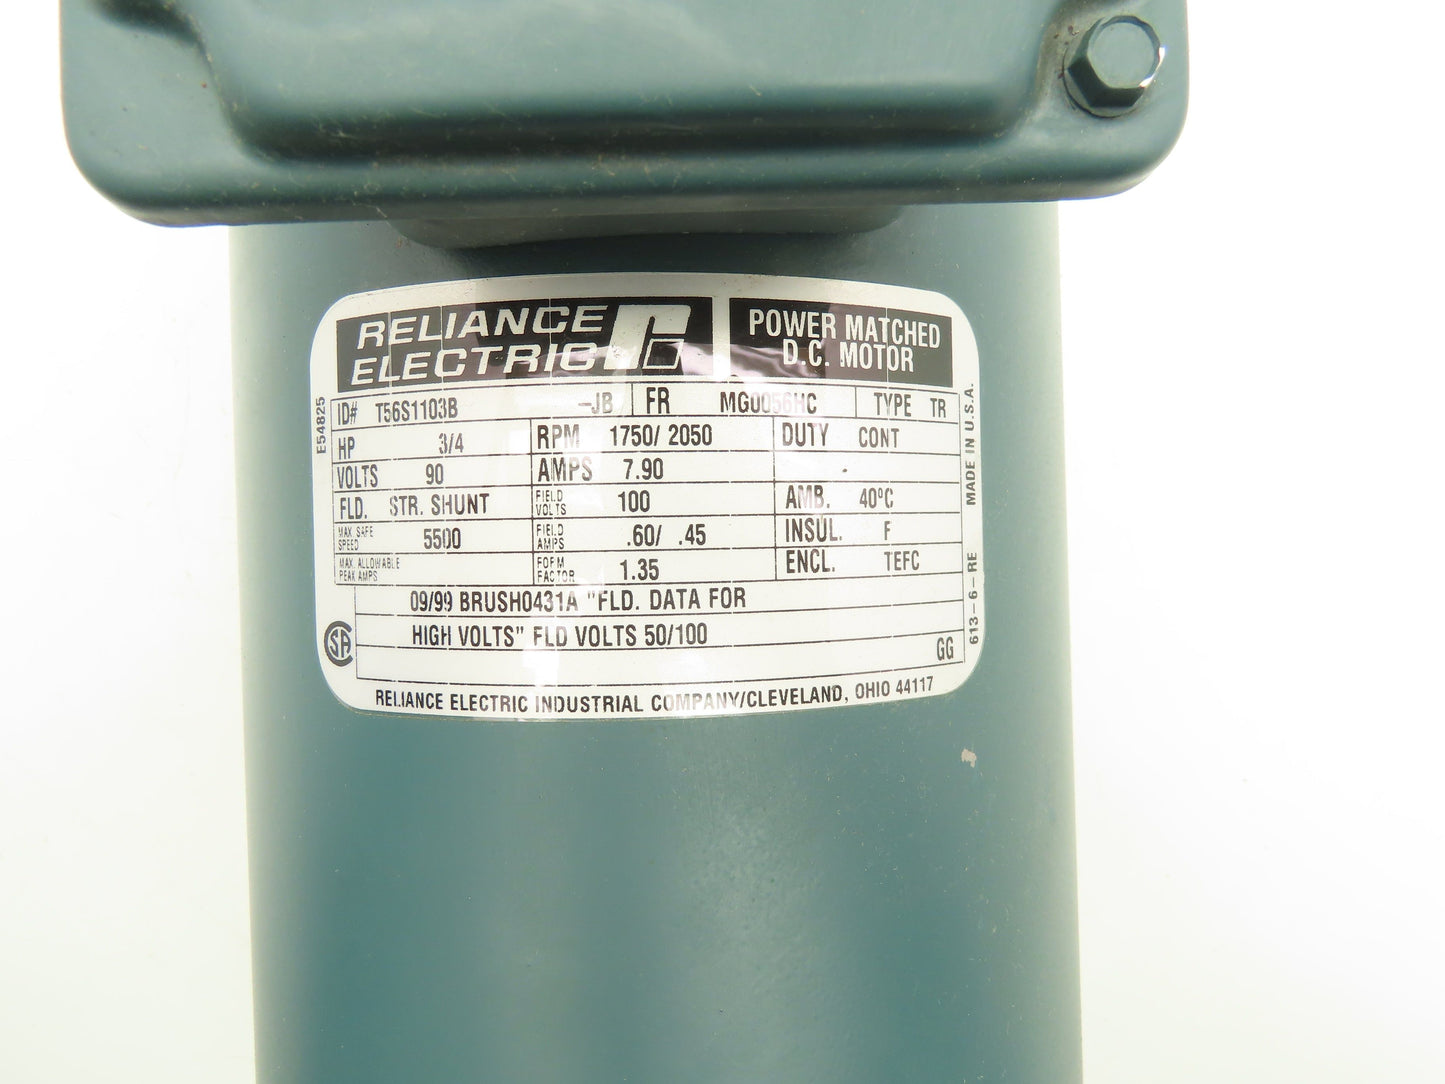 RELIANCE
ELECTRIC
POWER MATCHED
D.C. MOTOR
ID# T56S1103B -JB FR MG0056HC TYPE TR
HP 3/4 RPM 1750/ 2050 DUTY CONT
VOLTS 90 AMPS 7.90
FLD. STR. SHUNT FIELD VOLTS 100 AMB. 40°C
MAX SAFE SPEED 5500 FIELD AMPS .60/ .45 INSUL. F
MAX. ALLOWABLE PEAK AMPS FORM FACTOR 1.35 ENCL. TEFC
09/99 BRUSH0431A "FLD. DATA FOR
HIGH VOLTS" FLD VOLTS 50/100
GG
RELIANCE ELECTRIC INDUSTRIAL COMPANY/CLEVELAND, OHIO 44117
E54825
SA
613-6-RE MADE IN U.S.A.